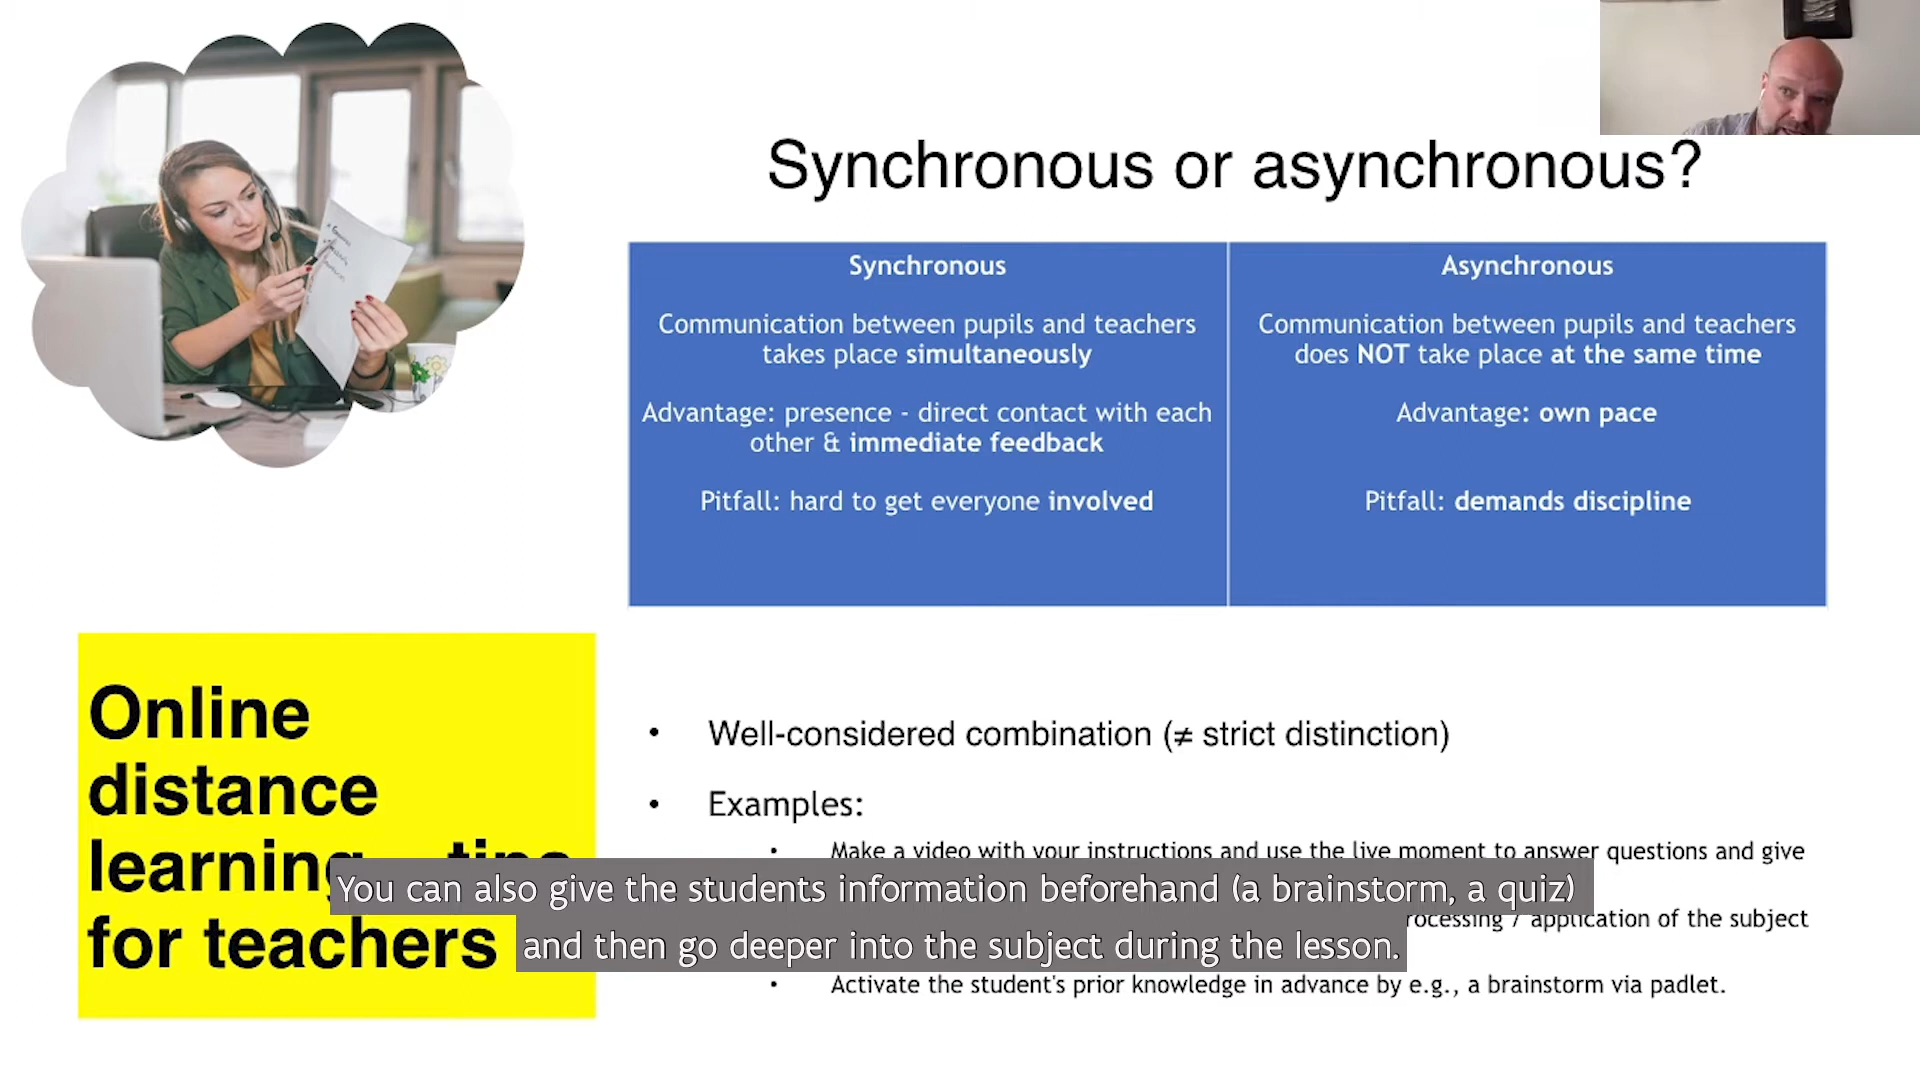 Synchronous or asynchronous?
Synchronous
Communication between pupils and teachers
takes place simultaneously
Advantage: presence - direct contact with each
other & immediate feedback
Pitfall: hard to get everyone involved
Asynchronous
Communication between pupils and teachers
does NOT take place at the same time
Advantage: own pace
Pitfall: demands discipline
Online
distance
learning tips
for teachers
• Well-considered combination (≠ strict distinction)
• Examples:
• Make a video with your instructions and use the live moment to answer questions and give
/ application of the subject
• Activate the student's prior knowledge in advance by e.g., a brainstorm via padlet.
You can also give the students information beforehand (a brainstorm, a quiz)
and then go deeper into the subject during the lesson.